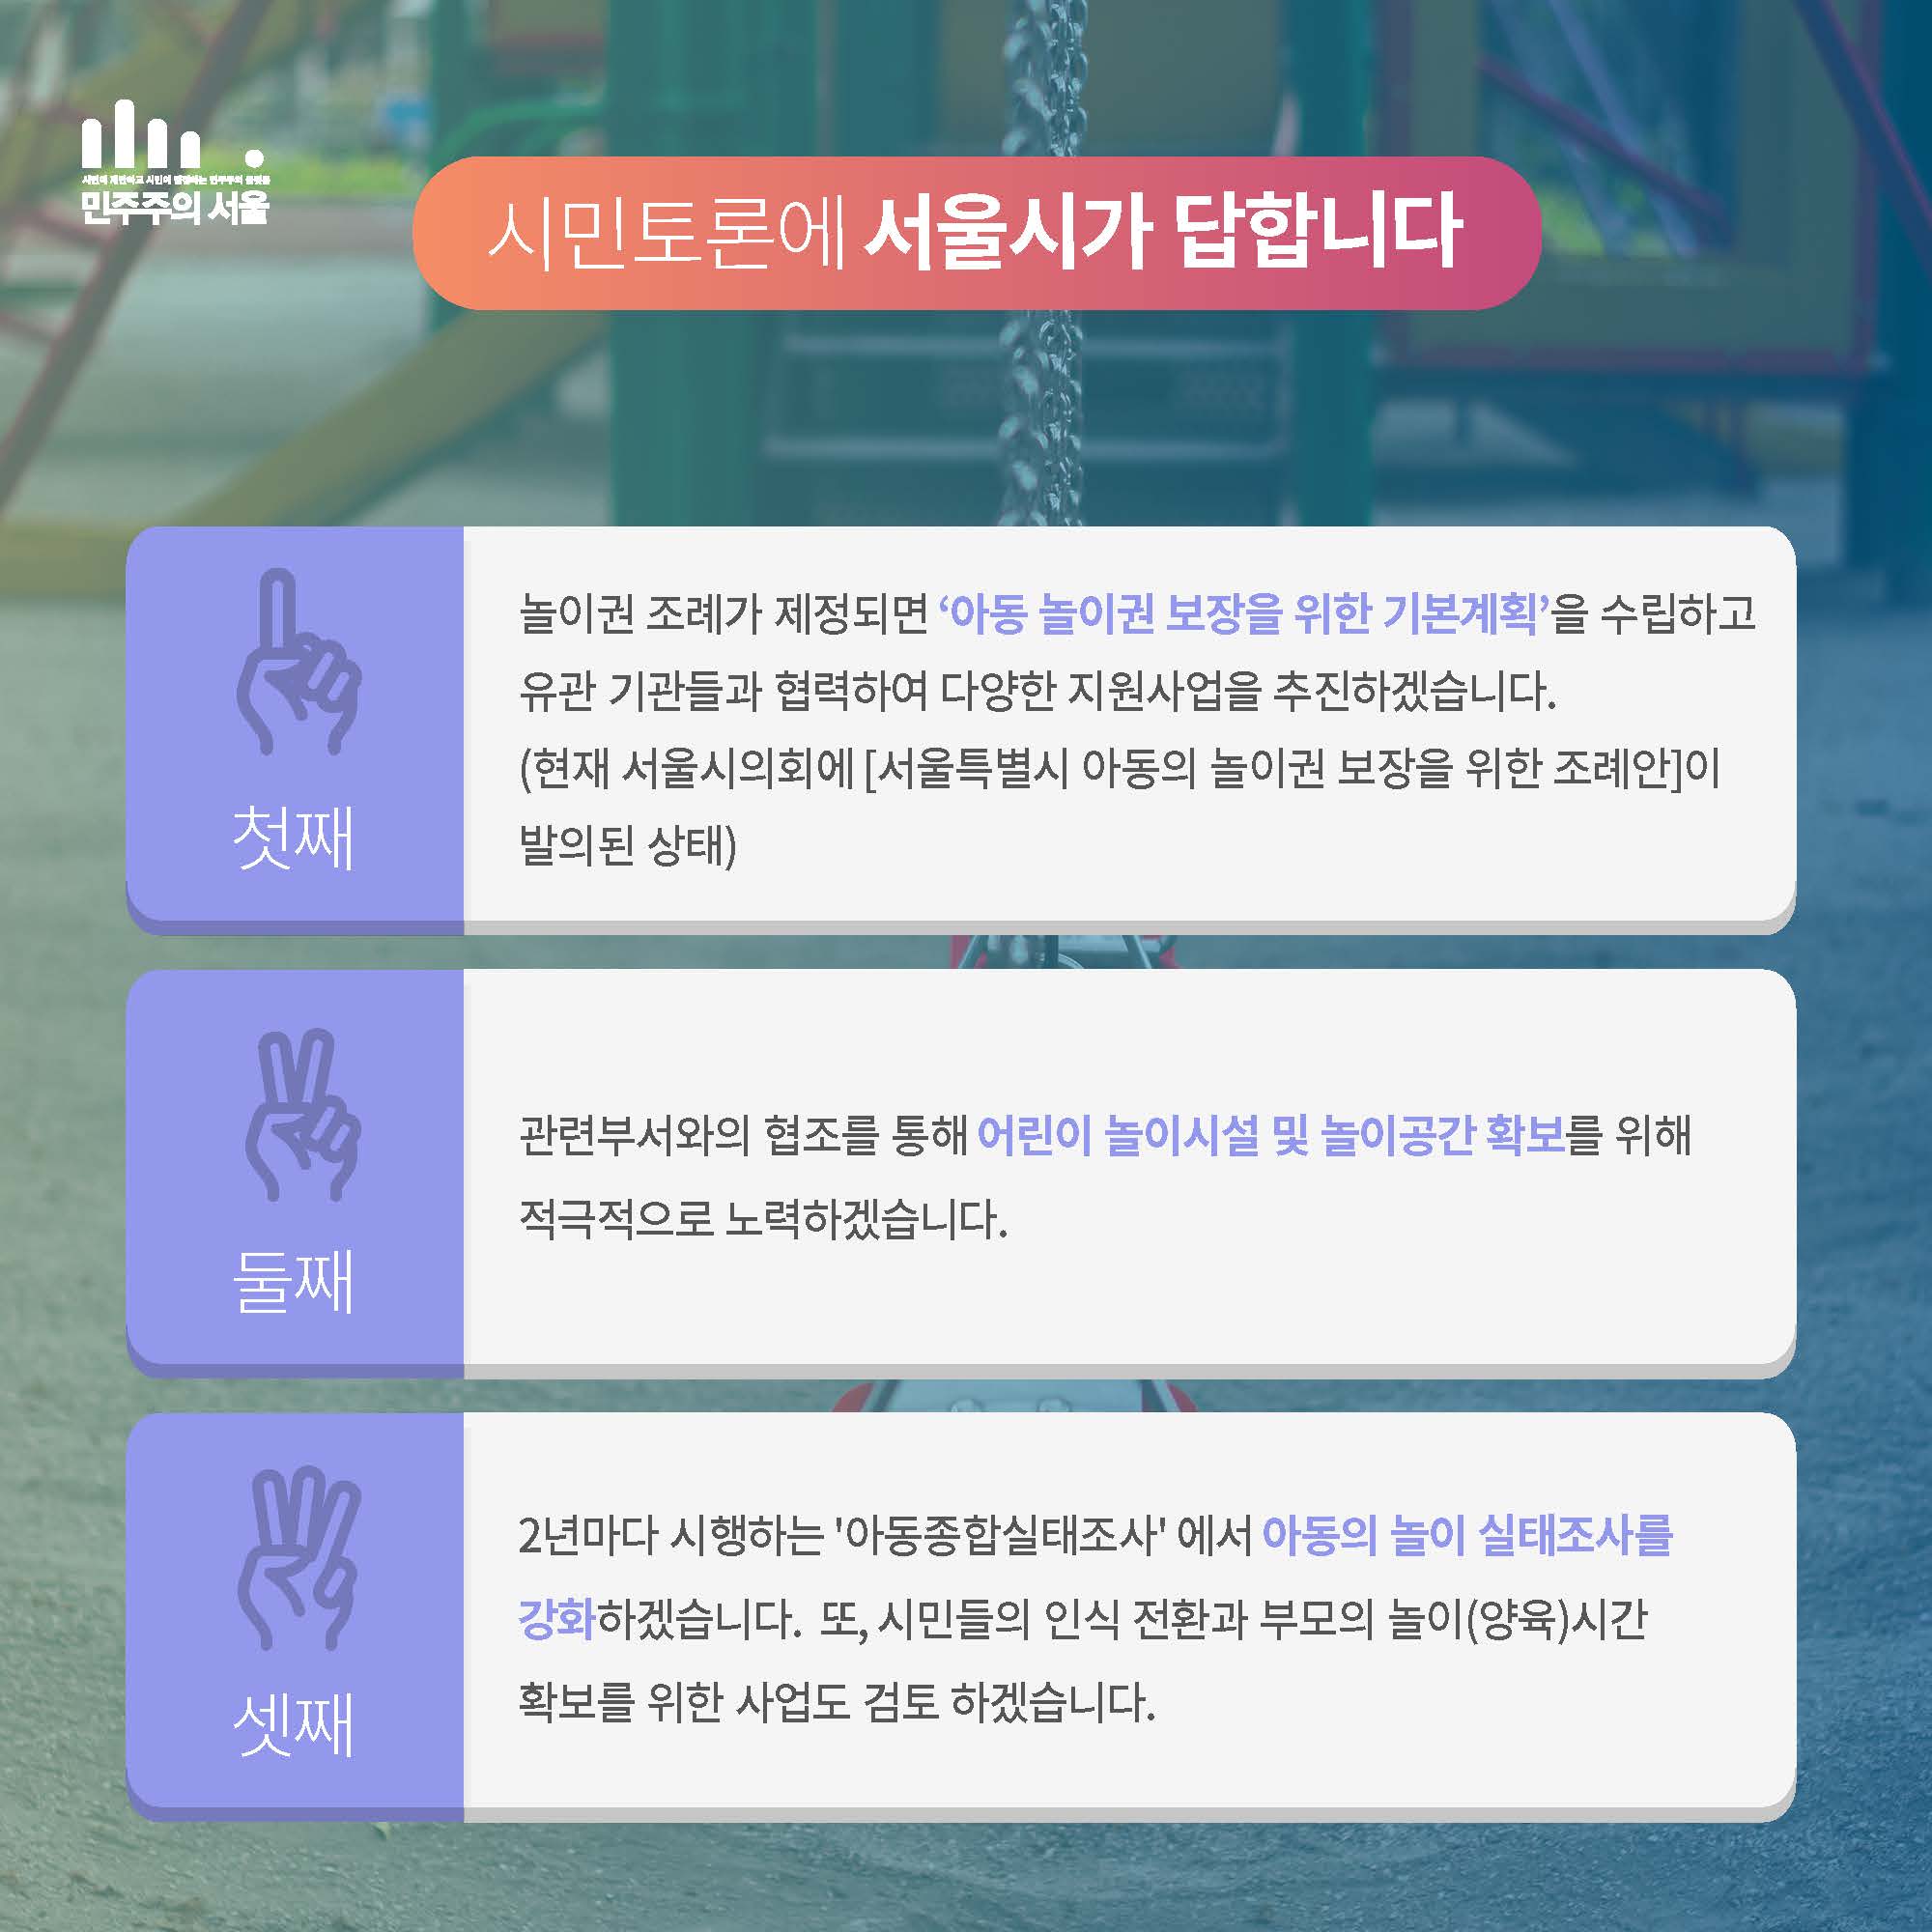 시민이 제안하고 시민이 결정하는 민주주의 플랫폼
민주주의 서울
시민토론에 서울시가 답합니다
첫째
놀이권 조례가 제정되면 ‘아동 놀이권 보장을 위한 기본계획’을 수립하고
유관 기관들과 협력하여 다양한 지원사업을 추진하겠습니다.
(현재 서울시의회에 [서울특별시 아동의 놀이권 보장을 위한 조례안]이
발의된 상태)
둘째
관련부서와의 협조를 통해 어린이 놀이시설 및 놀이공간 확보를 위해
적극적으로 노력하겠습니다.
셋째
2년마다 시행하는 '아동종합실태조사' 에서 아동의 놀이 실태조사를
강화하겠습니다. 또, 시민들의 인식 전환과 부모의 놀이(양육)시간
확보를 위한 사업도 검토 하겠습니다.